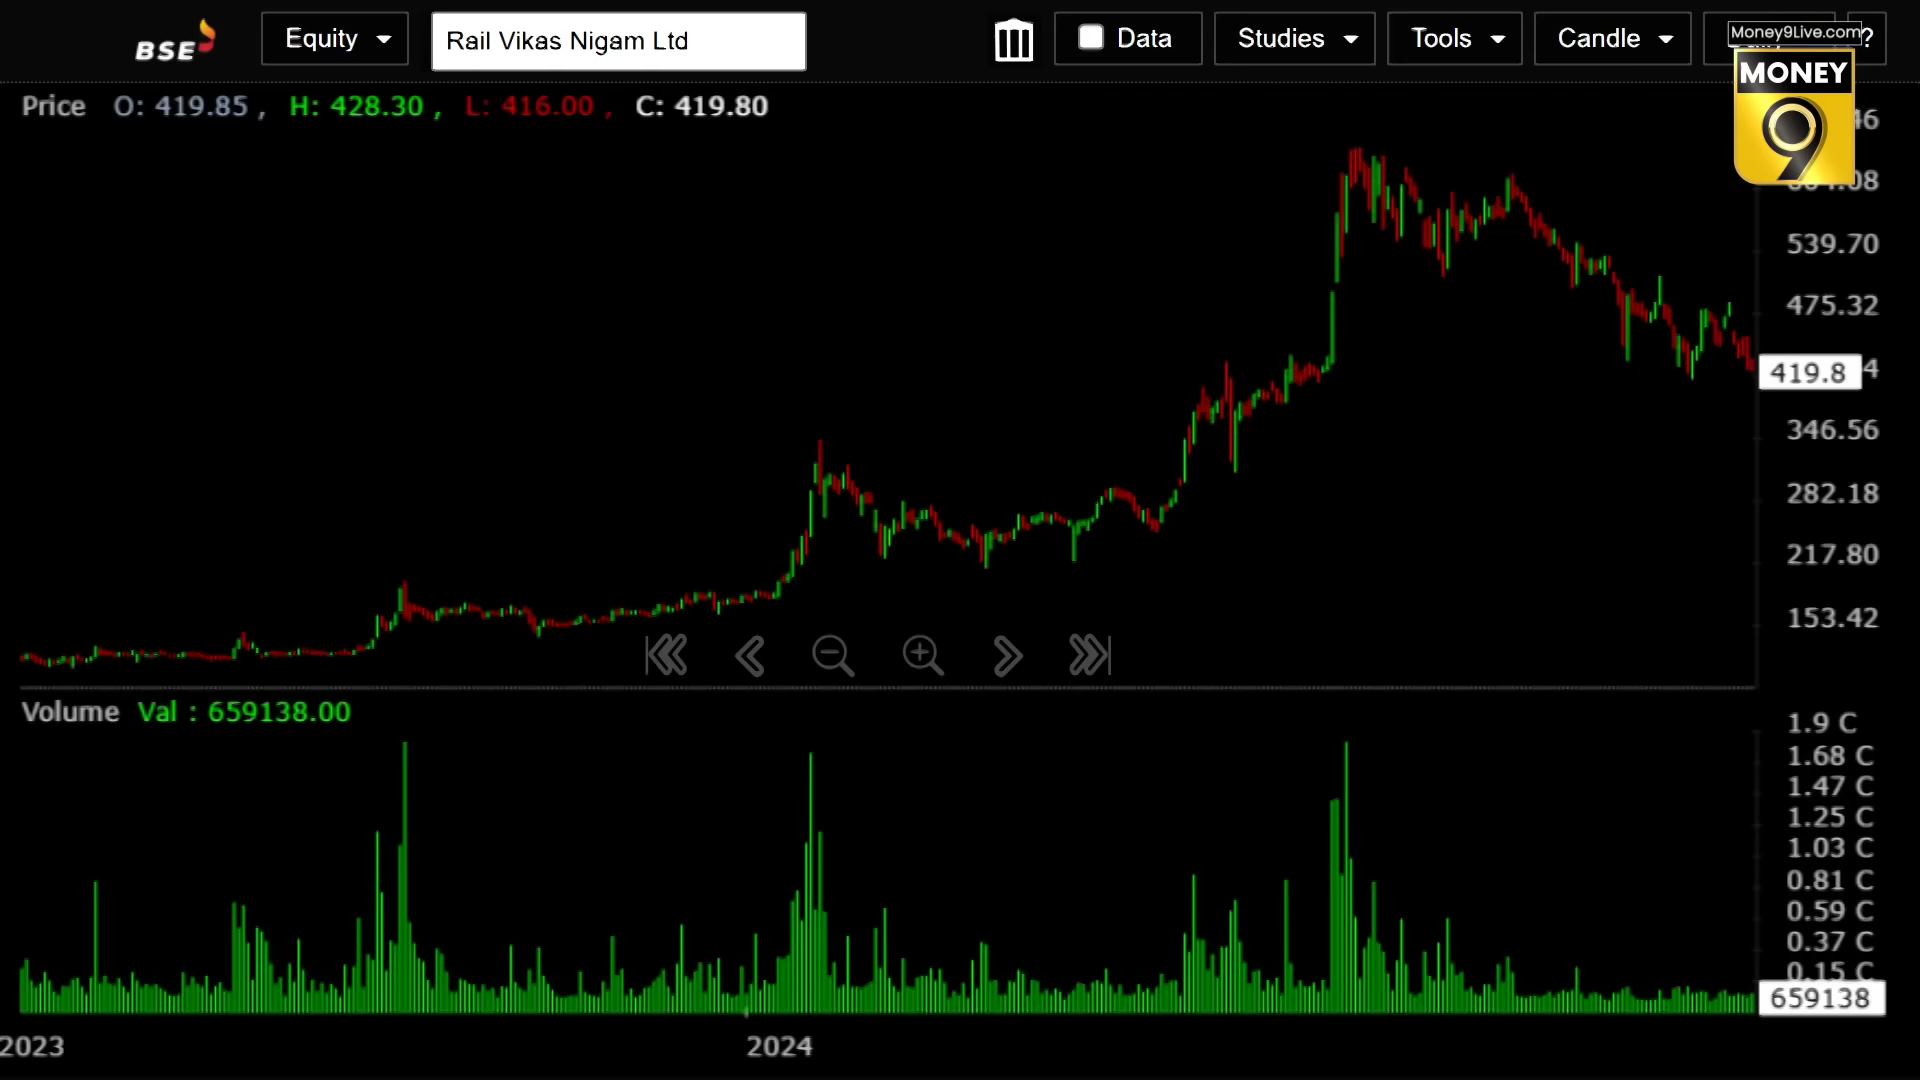 BSE
Equity
Rail Vikas Nigam Ltd
Data
Studies
Tools
Candle
?
Money9Live.com
MONEY
9
Price O: 419.85 , H: 428.30 , L: 416.00 , C: 419.80
539.70
475.32
419.8
346.56
282.18
217.80
153.42
Volume Val : 659138.00
1.9 C
1.68 C
1.47 C
1.25 C
1.03 C
0.81 C
0.59 C
0.37 C
0.15 C
659138
2023
2024